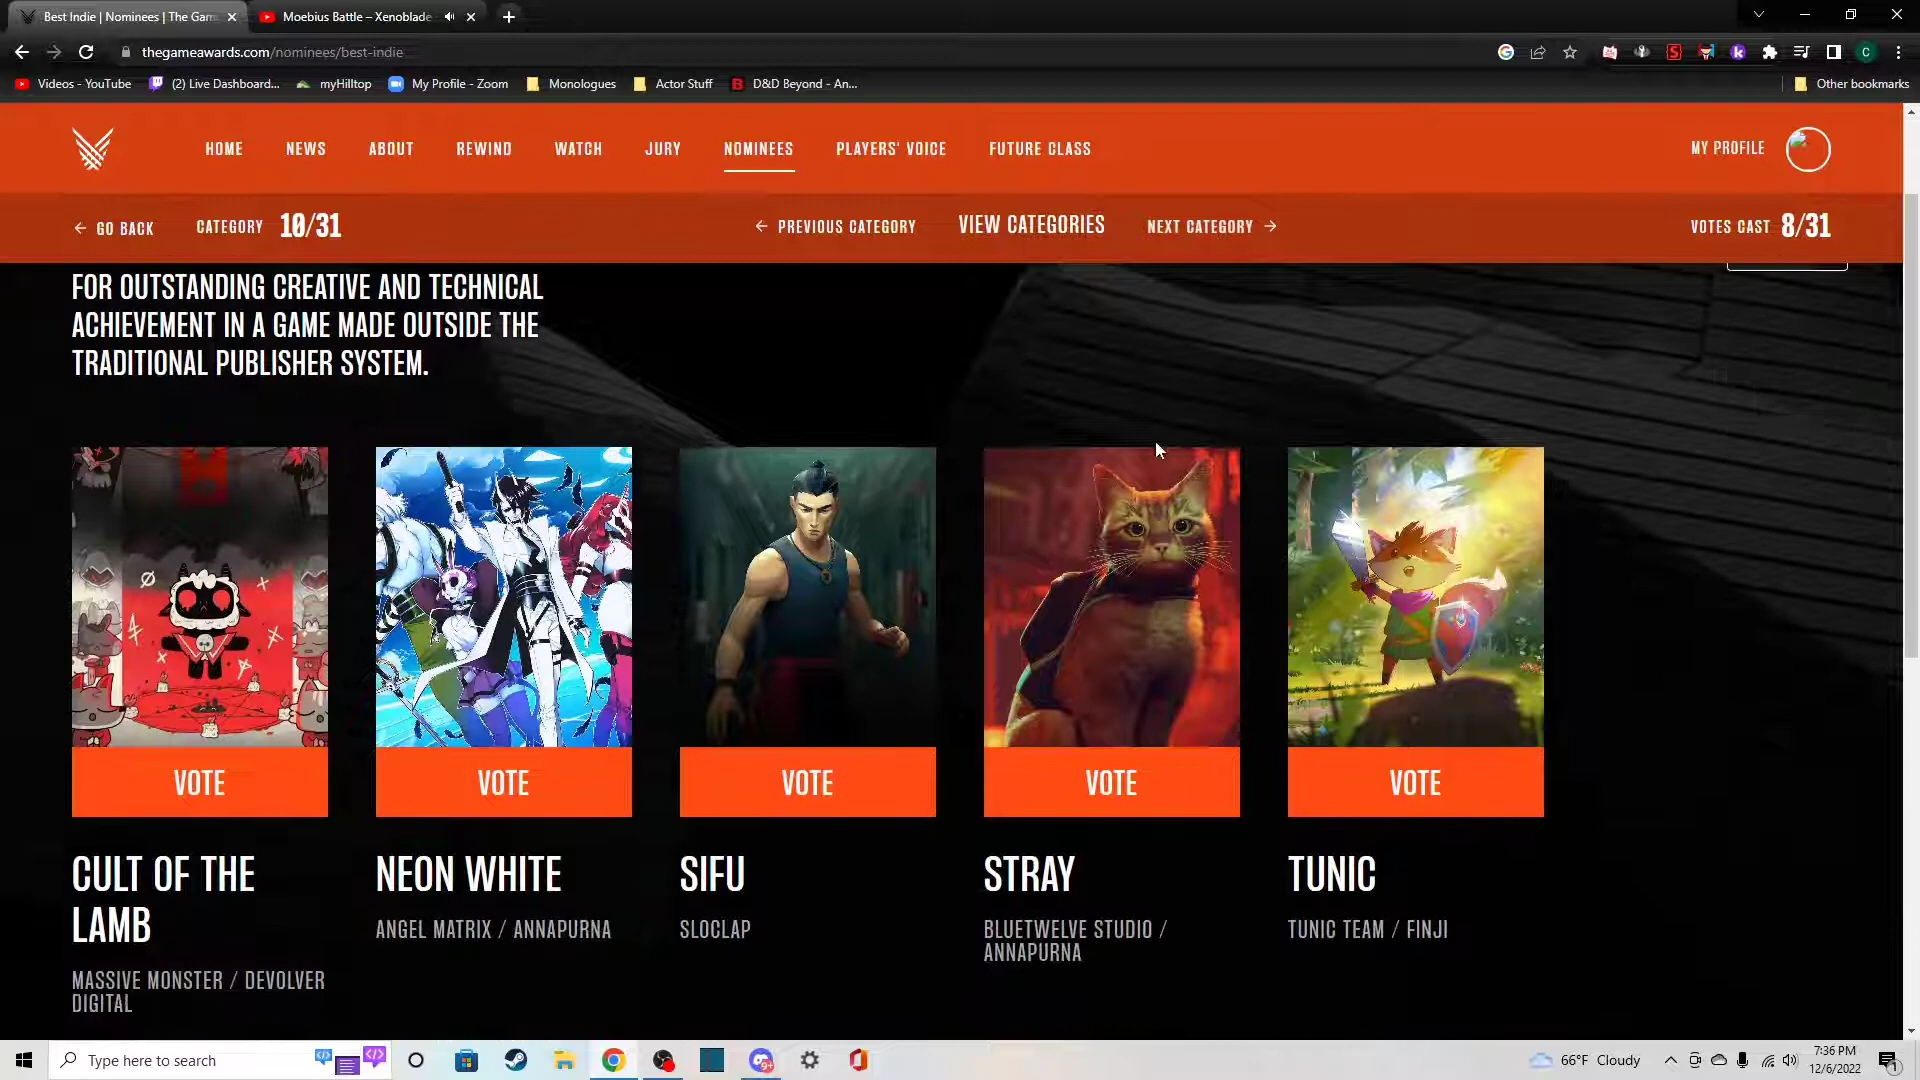 Best Indie | Nominees | The Gam
Moebius Battle – Xenoblade
thegameawards.com/nominees/best-indie
Videos - YouTube
(2) Live Dashboard...
myHilltop
My Profile - Zoom
Monologues
Actor Stuff
D&D Beyond - An...
Other bookmarks
HOME
NEWS
ABOUT
REWIND
WATCH
JURY
NOMINEES
PLAYERS' VOICE
FUTURE CLASS
MY PROFILE
GO BACK
CATEGORY 10/31
PREVIOUS CATEGORY
VIEW CATEGORIES
NEXT CATEGORY
VOTES CAST 8/31
FOR OUTSTANDING CREATIVE AND TECHNICAL
ACHIEVEMENT IN A GAME MADE OUTSIDE THE
TRADITIONAL PUBLISHER SYSTEM.
VOTE
VOTE
VOTE
VOTE
VOTE
CULT OF THE
LAMB
MASSIVE MONSTER / DEVOLVER
DIGITAL
NEON WHITE
ANGEL MATRIX / ANNAPURNA
SIFU
SLOCLAP
STRAY
BLUETWELVE STUDIO /
ANNAPURNA
TUNIC
TUNIC TEAM / FINJI
Type here to search
9+
66°F Cloudy
7:36 PM
12/6/2022
1